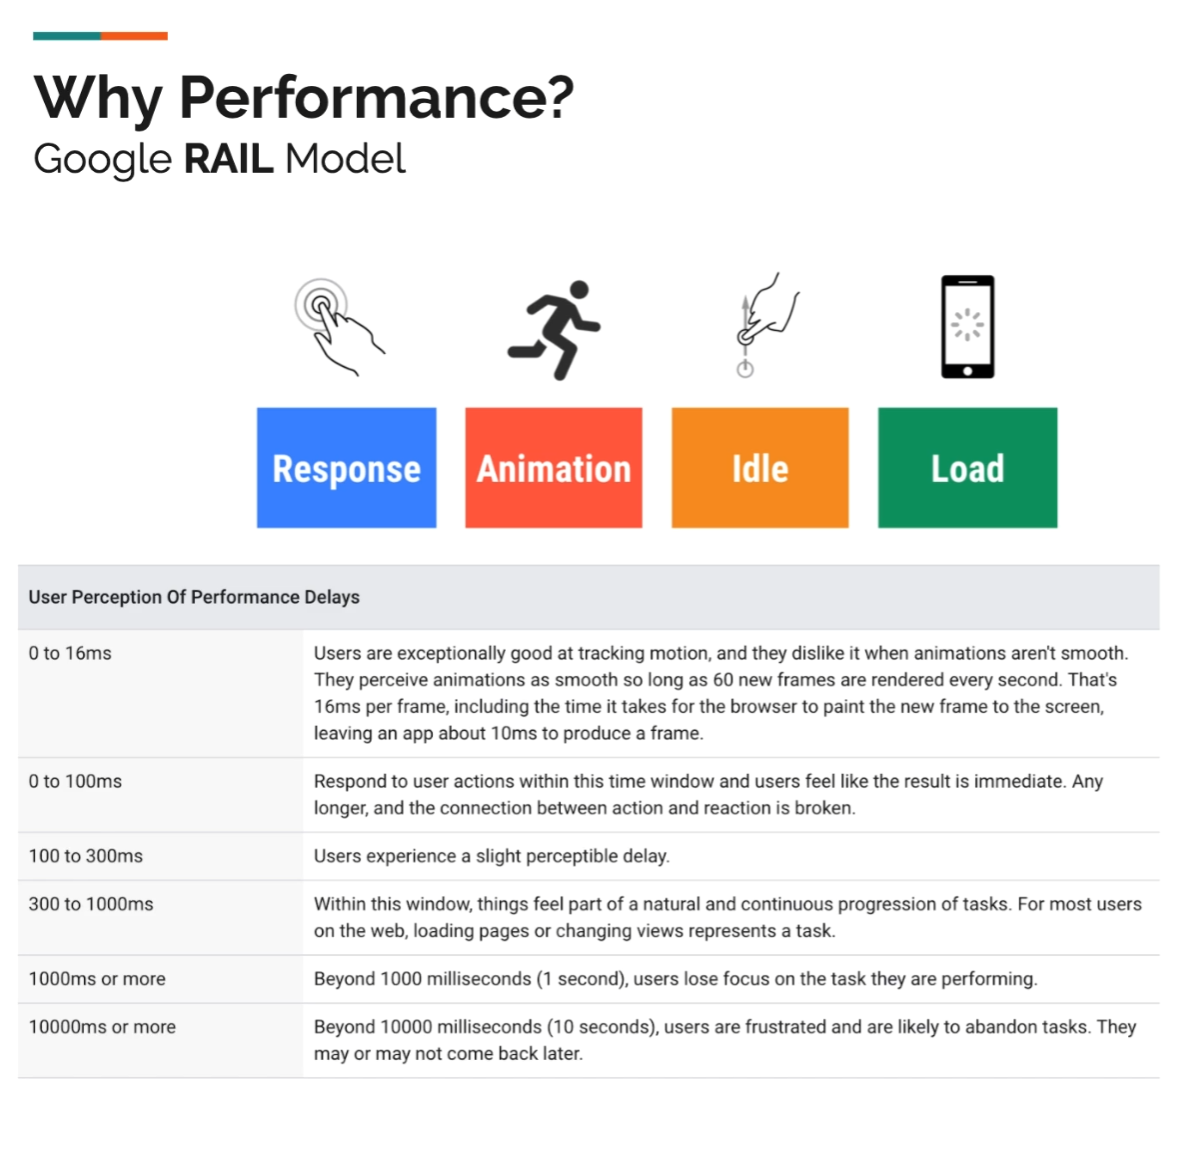 Why Performance?
Google RAIL Model
Response
Animation
Idle
Load
User Perception Of Performance Delays
0 to 16ms
Users are exceptionally good at tracking motion, and they dislike it when animations aren't smooth.
They perceive animations as smooth so long as 60 new frames are rendered every second. That's
16ms per frame, including the time it takes for the browser to paint the new frame to the screen,
leaving an app about 10ms to produce a frame.
0 to 100ms
Respond to user actions within this time window and users feel like the result is immediate. Any
longer, and the connection between action and reaction is broken.
100 to 300ms
Users experience a slight perceptible delay.
300 to 1000ms
Within this window, things feel part of a natural and continuous progression of tasks. For most users
on the web, loading pages or changing views represents a task.
1000ms or more
Beyond 1000 milliseconds (1 second), users lose focus on the task they are performing.
10000ms or more
Beyond 10000 milliseconds (10 seconds), users are frustrated and are likely to abandon tasks. They
may or may not come back later.